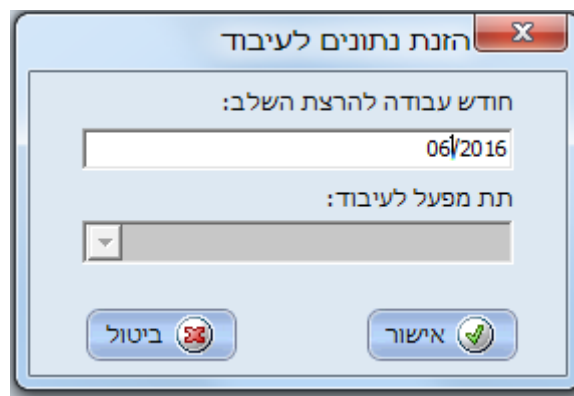 הזנת נתונים לעיבוד
חודש עבודה להרצת השלב:
06/2016
תת מפעל לעיבוד:
אישור
ביטול